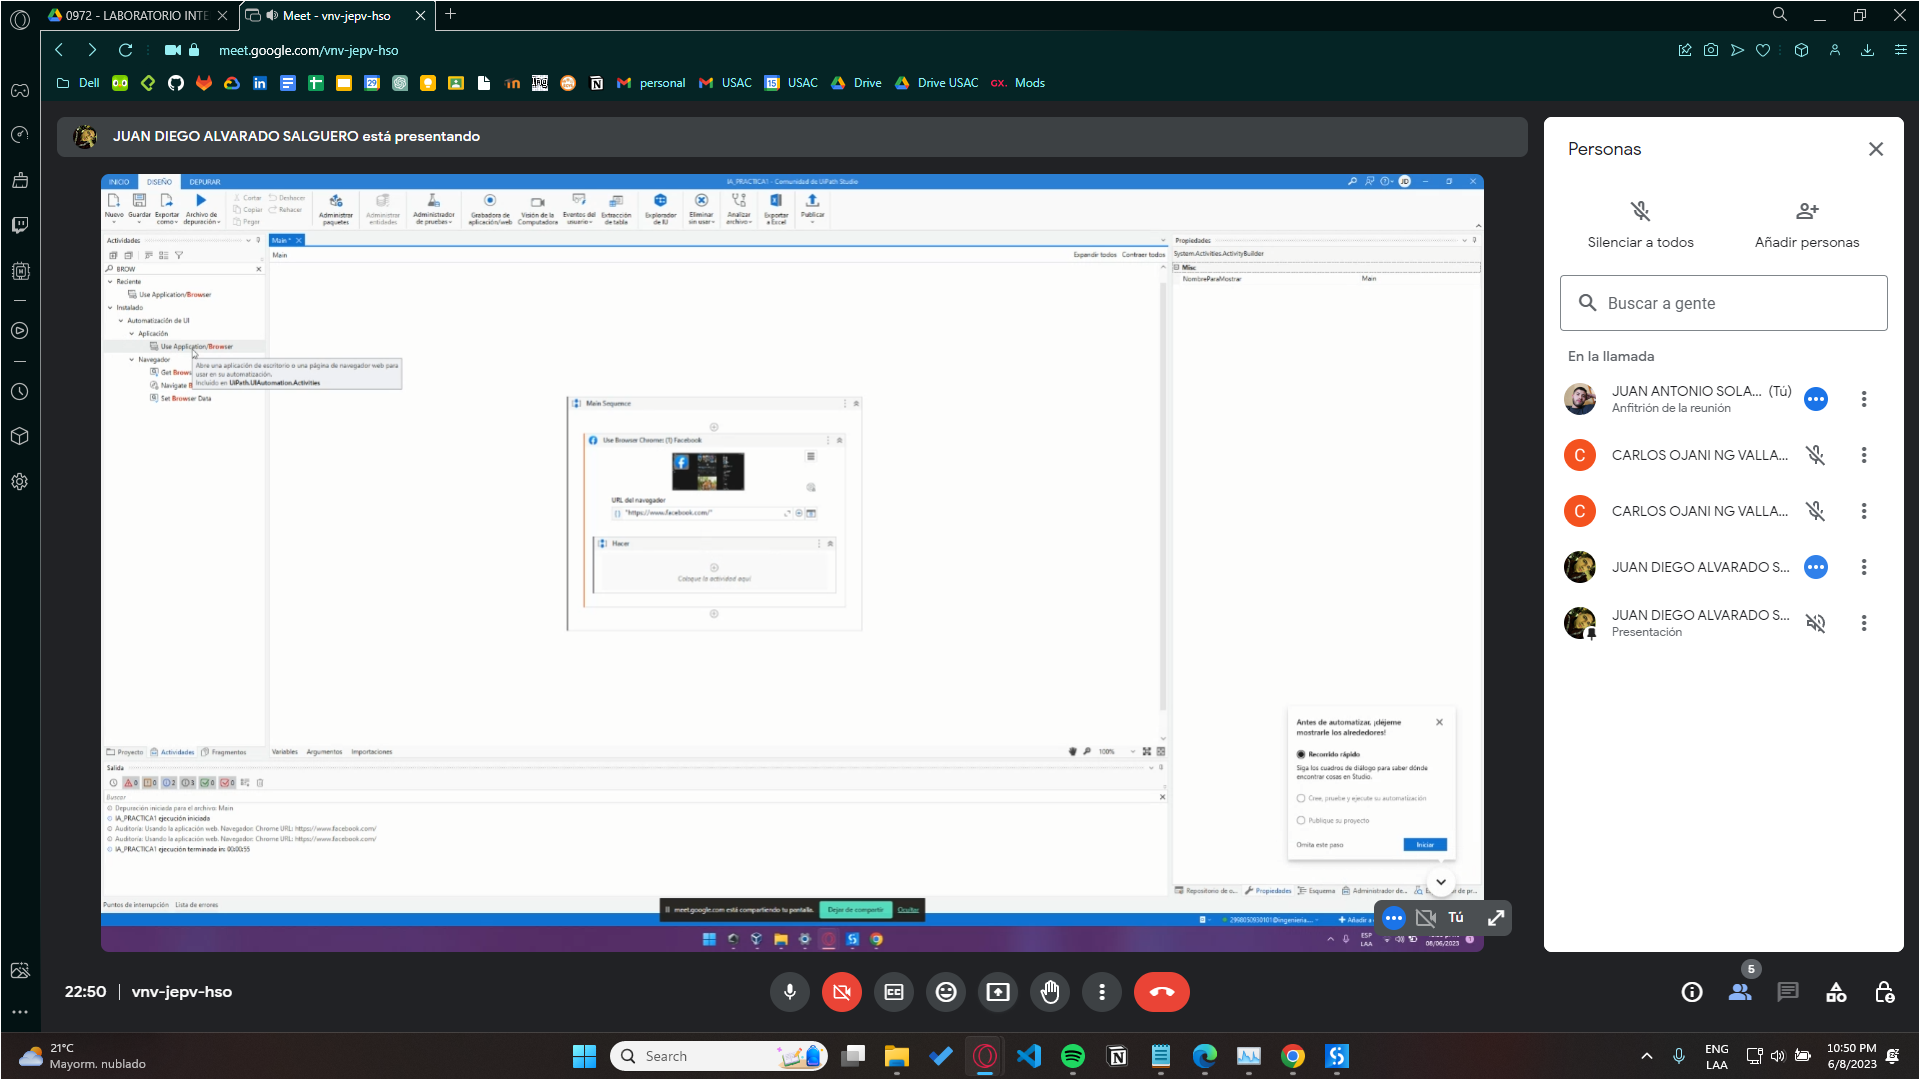 0972 - LABORATORIO INTE
Meet - vnv-jepv-hso
meet.google.com/vnv-jepv-hso
Dell
personal
USAC
USAC
Drive
Drive USAC
GX. Mods
JUAN DIEGO ALVARADO SALGUERO está presentando
INICIO DISEÑO DEPURAR
IA_PRACTICA1 - Comunidad de UiPath Studio
JD
Nuevo
Guardar
Exportar como
Archivo de depuración
Cortar
Copiar
Pegar
Deshacer
Rehacer
Administrar paquetes
Administrar entidades
Administrador de pruebas
Grabadora de aplicación/web
Visión de la Computadora
Eventos del usuario
Extracción de tabla
Explorador de IU
Eliminar sin usar
Analizar archivo
Exportar a Excel
Publicar
Actividades
BROW
Reciente
Use Application/Browser
Instalado
Automatización de UI
Aplicación
Use Application/Browser
Navegador
Get Brows
Navigate B
Set Browser Data
Abre una aplicación de escritorio o una página de navegador web para
usar en su automatización.
Incluido en UiPath.UIAutomation.Activities
Main *
Main
Expandir todos Contraer todos
Main Sequence
Use Browser Chrome: (1) Facebook
URL del navegador
"https://www.facebook.com/"
Hacer
Coloque la actividad aquí
Propiedades
System.Activities.ActivityBuilder
Misc
NombreParaMostrar Main
Antes de automatizar, ¡déjeme
mostrarle los alrededores!
Recorrido rápido
Siga los cuadros de diálogo para saber dónde
encontrar cosas en Studio.
Cree, pruebe y ejecute su automatización
Publique su proyecto
Omita este paso
Iniciar
Proyecto Actividades Fragmentos
Variables Argumentos Importaciones
100%
Salida
Buscar
Depuración iniciada para el archivo: Main
IA_PRACTICA1 ejecución iniciada
Auditoría: Usando la aplicación web. Navegador: Chrome URL: https://www.facebook.com/
Auditoría: Usando la aplicación web. Navegador: Chrome URL: https://www.facebook.com/
IA_PRACTICA1 ejecución terminada in: 00:00:55
Puntos de interrupción Lista de errores
Repositorio de o... Propiedades Esquema Administrador de... de pr...
meet.google.com está compartiendo tu pantalla.
Dejar de compartir
Ocultar
2998050930101@ingenieria....
Añadir a
ESP
LAA
08/06/2023
Tú
Personas
Silenciar a todos
Añadir personas
Buscar a gente
En la llamada
JUAN ANTONIO SOLA... (Tú)
Anfitrión de la reunión
C
CARLOS OJANI NG VALLA...
C
CARLOS OJANI NG VALLA...
JUAN DIEGO ALVARADO S...
JUAN DIEGO ALVARADO S...
Presentación
22:50 | vnv-jepv-hso
5
21°C
Mayorm. nublado
Search
ENG
LAA
10:50 PM
6/8/2023